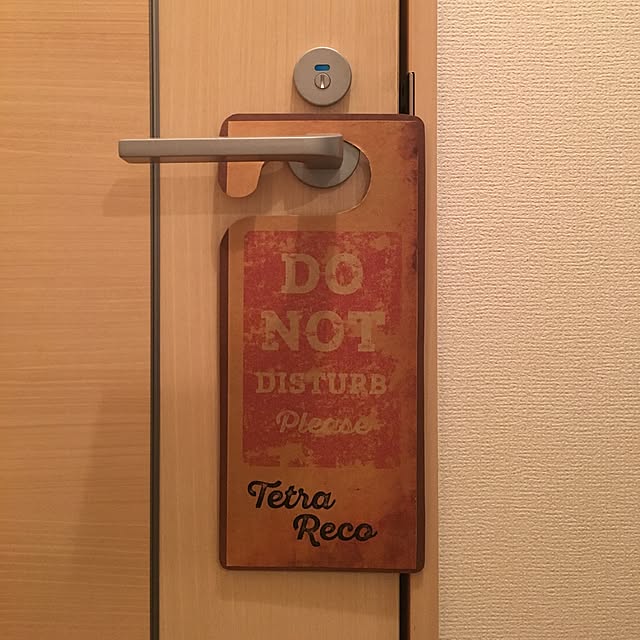 DO
NOT
DISTURB
Please
Tetra
Reco